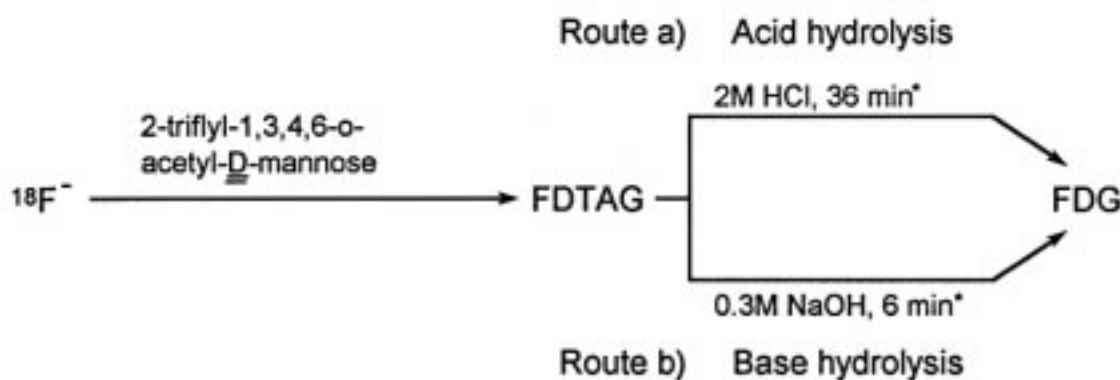 Route a) Acid hydrolysis
2M HCl, 36 min*
2-triflyl-1,3,4,6-o-
acetyl-D-mannose
18F- FDTAG FDG
0.3M NaOH, 6 min*
Route b) Base hydrolysis